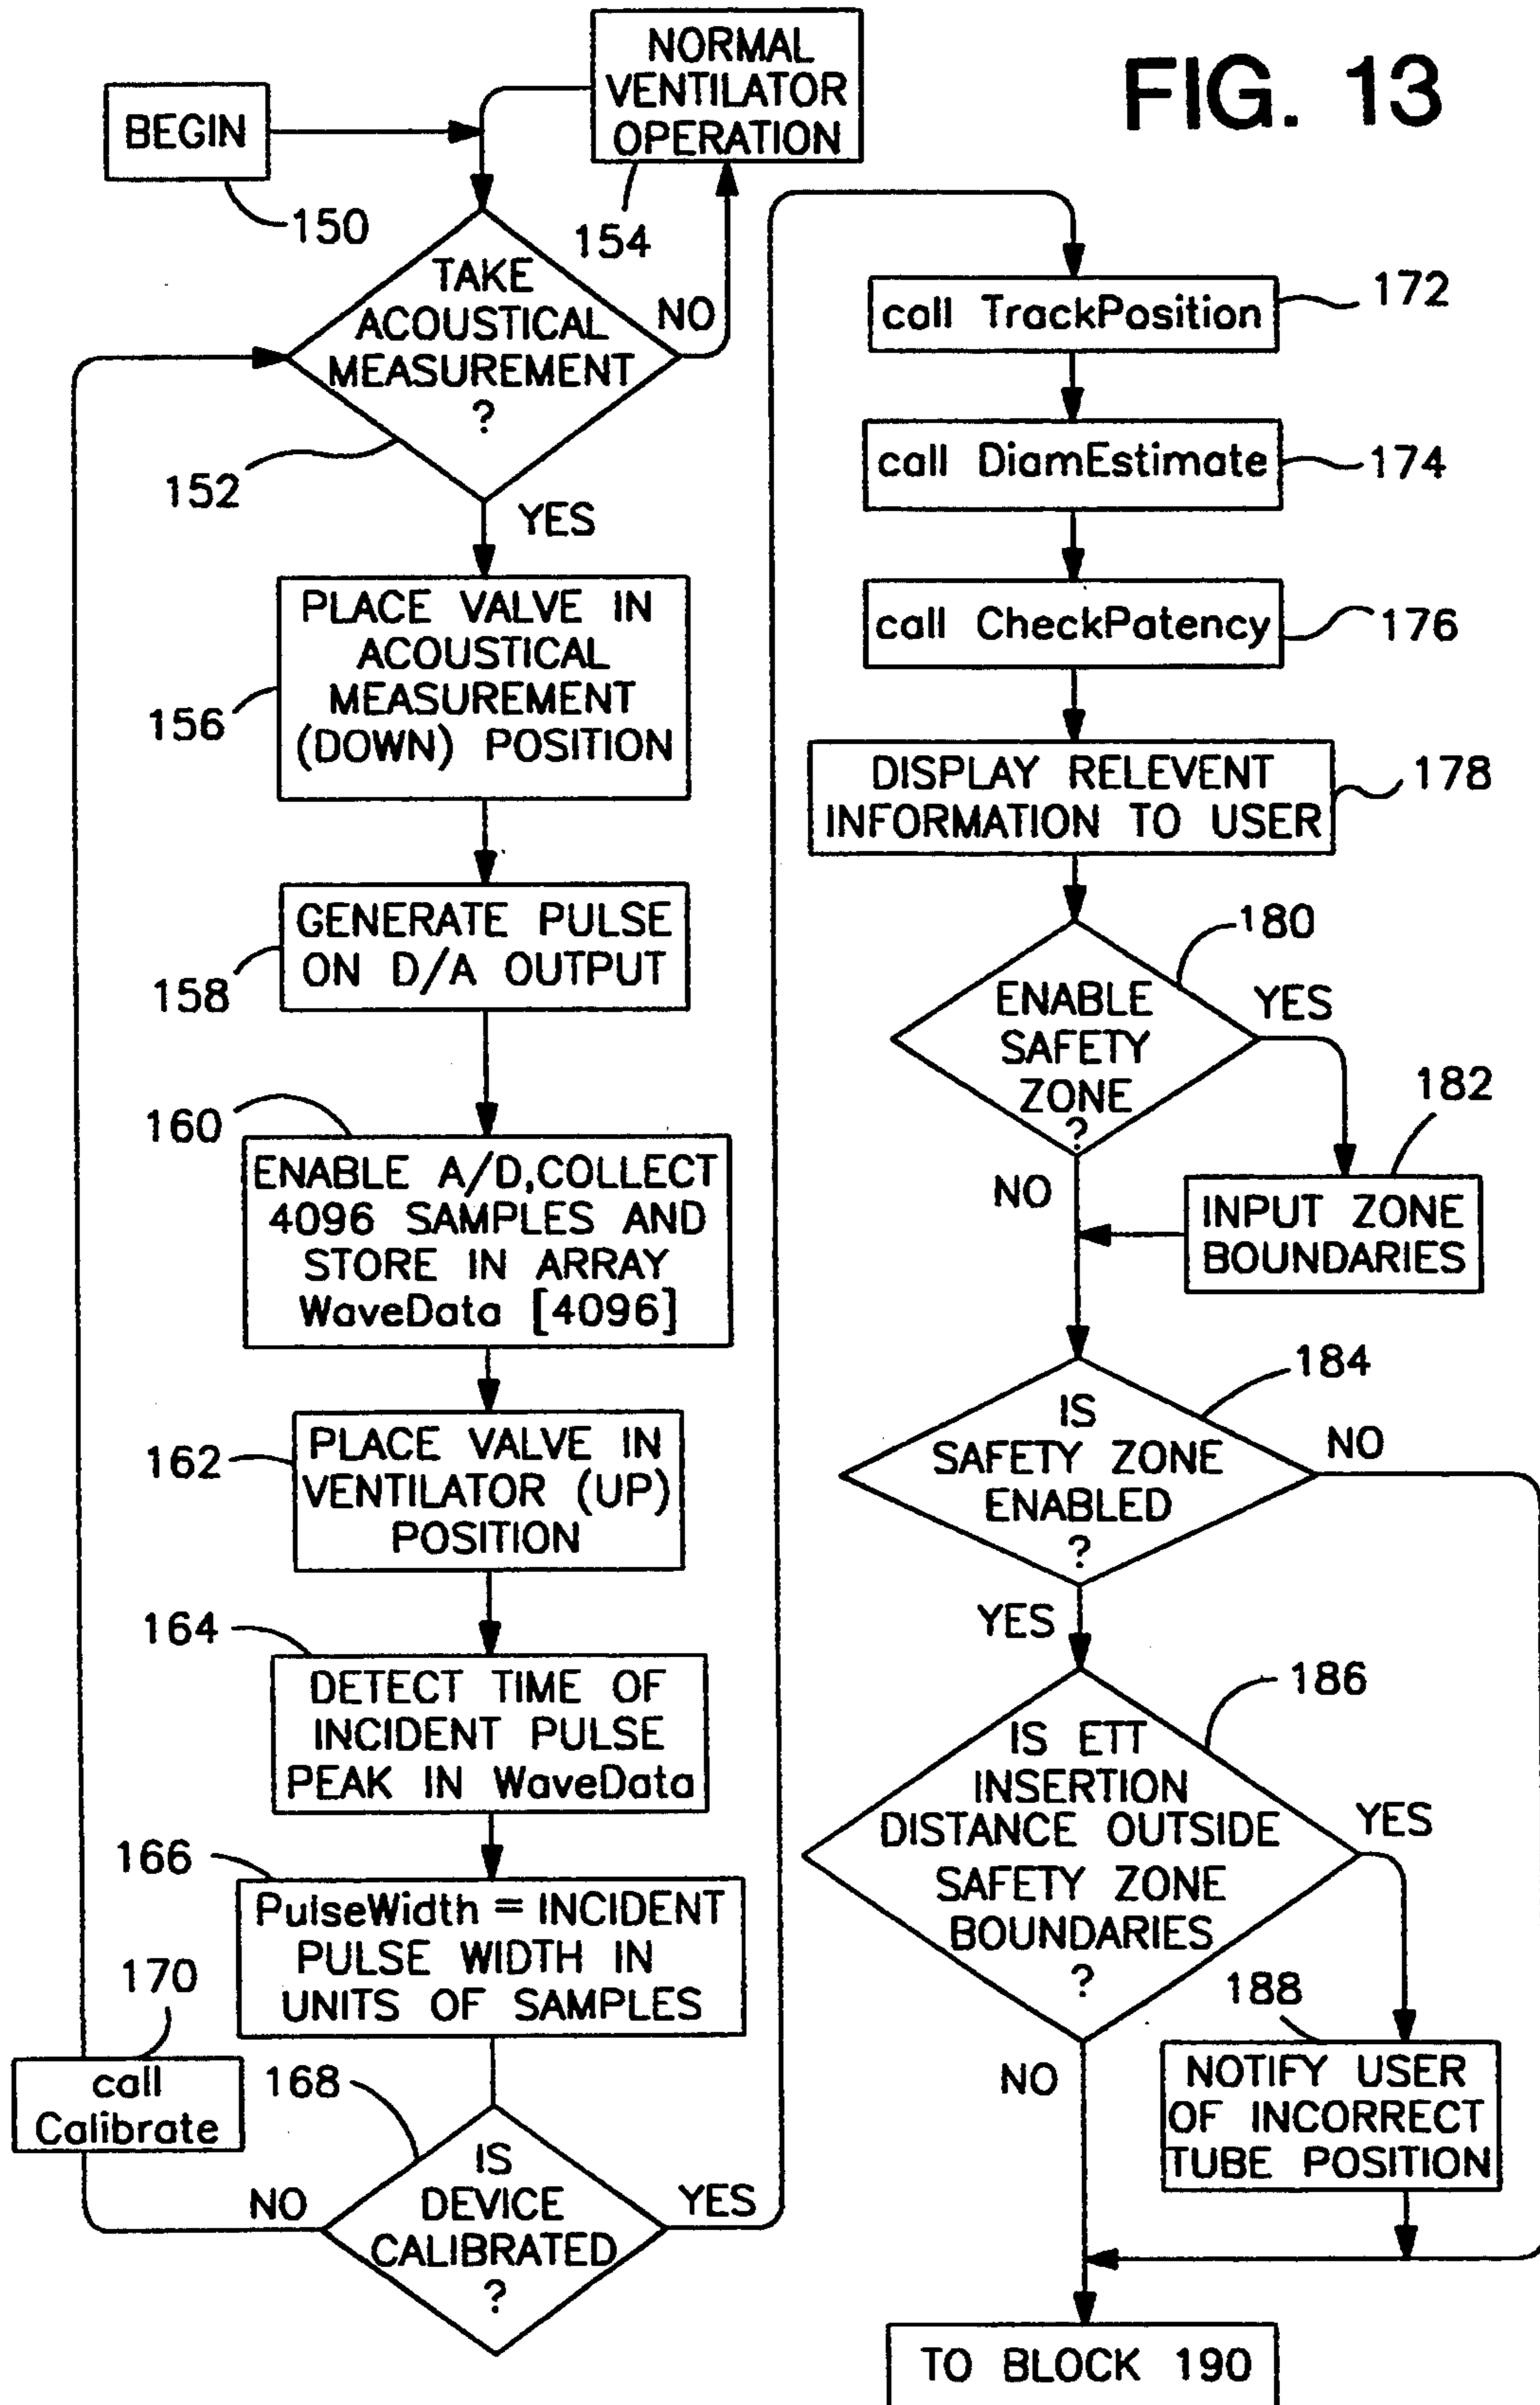 FIG. 13
BEGIN
150
NORMAL
VENTILATOR
OPERATION
154
TAKE
ACOUSTICAL
MEASUREMENT
?
NO
152
YES
PLACE VALVE IN
ACOUSTICAL
MEASUREMENT
(DOWN) POSITION
156
GENERATE PULSE
ON D/A OUTPUT
158
160
ENABLE A/D,COLLECT
4096 SAMPLES AND
STORE IN ARRAY
WaveData [4096]
PLACE VALVE IN
VENTILATOR (UP)
POSITION
162
164
DETECT TIME OF
INCIDENT PULSE
PEAK IN WaveData
166
PulseWidth = INCIDENT
PULSE WIDTH IN
UNITS OF SAMPLES
170
call
Calibrate
168
IS
DEVICE
CALIBRATED
?
NO
YES
call TrackPosition
172
call DiamEstimate
174
call CheckPatency
176
DISPLAY RELEVENT
INFORMATION TO USER
178
180
ENABLE
SAFETY
ZONE
?
YES
NO
182
INPUT ZONE
BOUNDARIES
184
IS
SAFETY ZONE
ENABLED
?
NO
YES
186
IS ETT
INSERTION
DISTANCE OUTSIDE
SAFETY ZONE
BOUNDARIES
?
YES
NO
188
NOTIFY USER
OF INCORRECT
TUBE POSITION
TO BLOCK 190